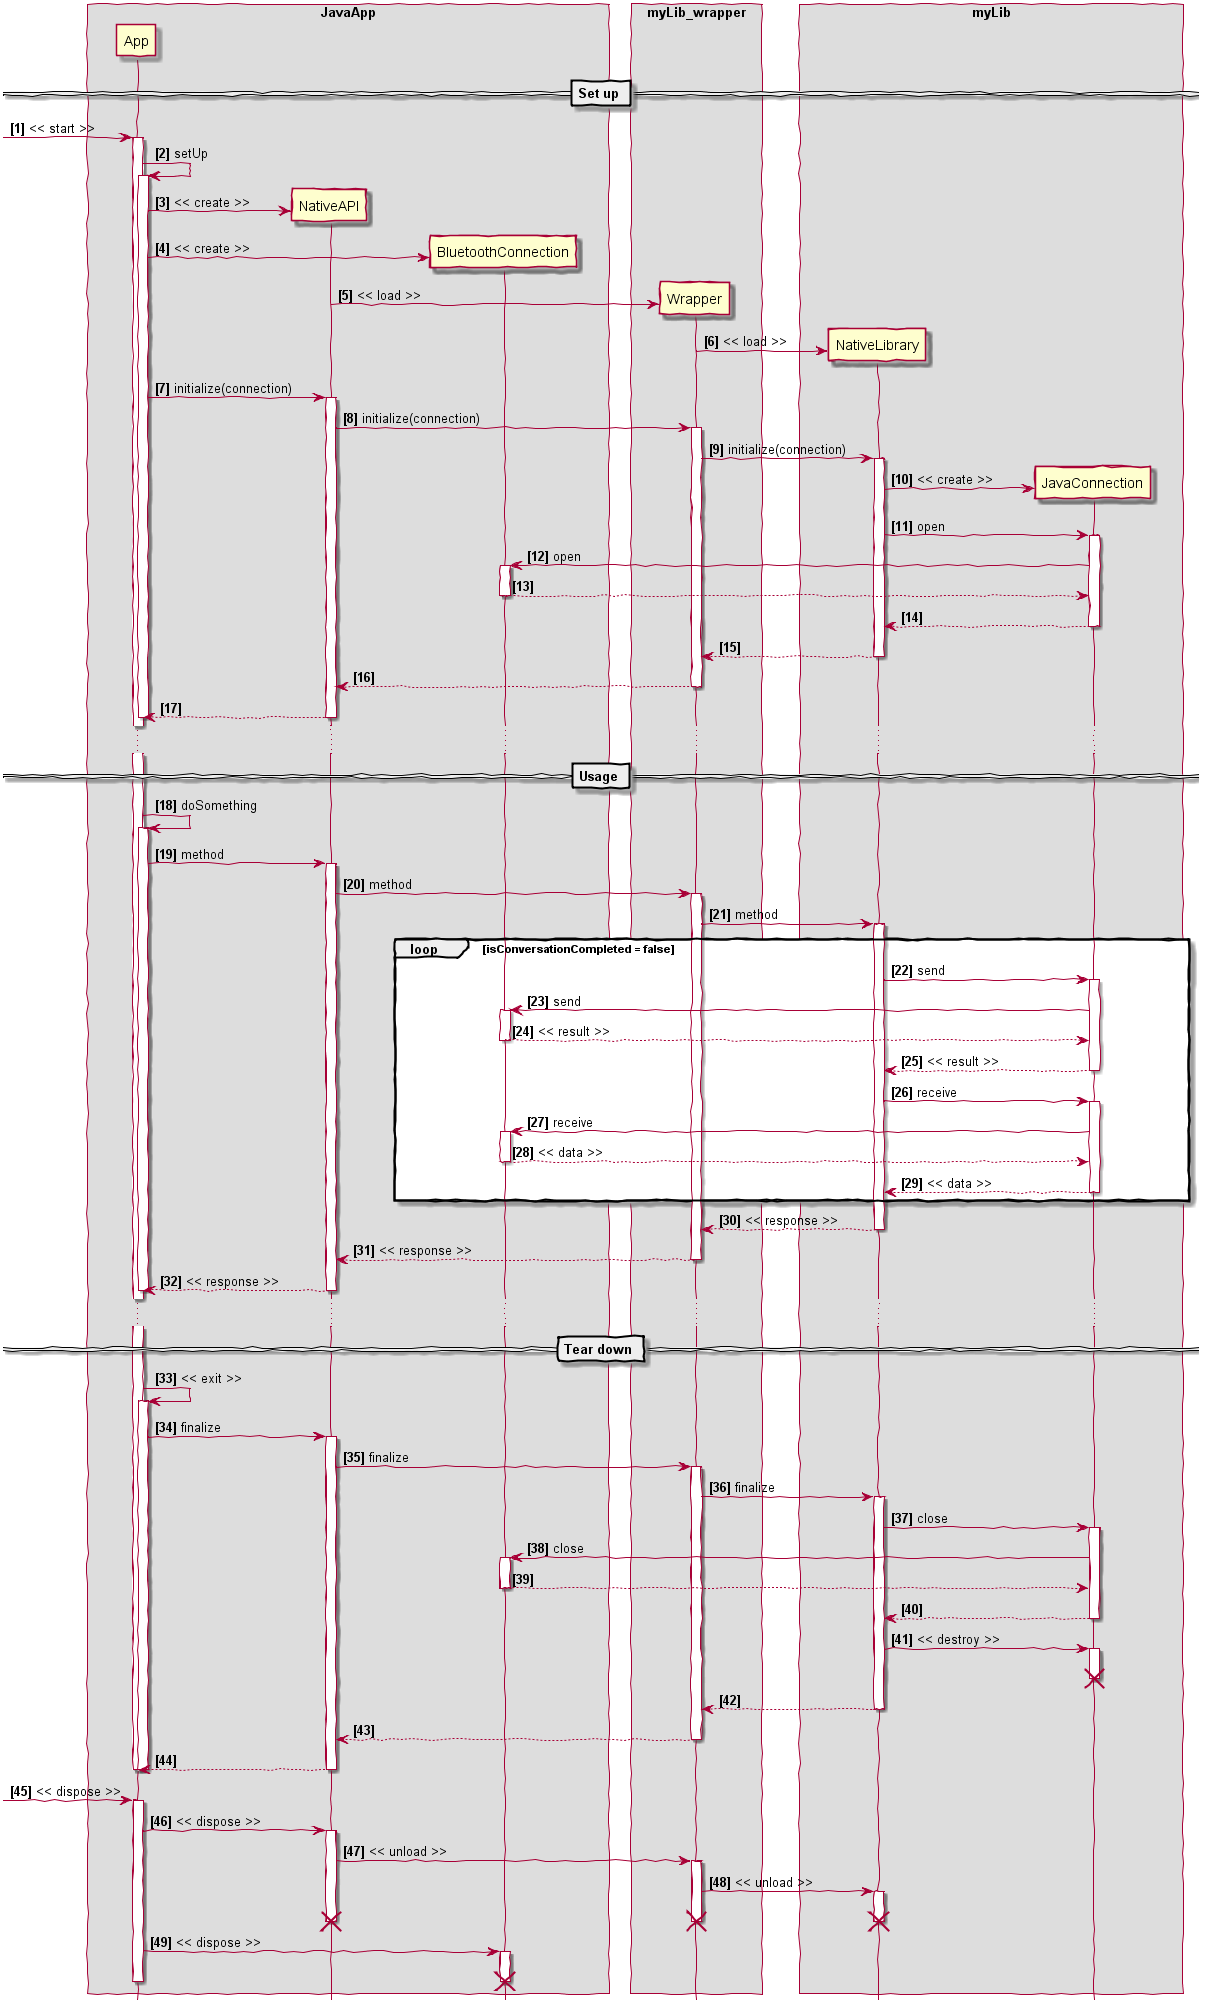 JavaApp
myLib_wrapper
myLib
App
Set up
[1] << start >>
[2] setUp
[3] << create >>
NativeAPI
[4] << create >>
BluetoothConnection
[5] << load >>
Wrapper
[6] << load >>
NativeLibrary
[7] initialize(connection)
[8] initialize(connection)
[9] initialize(connection)
[10] << create >>
JavaConnection
[11] open
[12] open
[13]
[14]
[15]
[16]
[17]
Usage
[18] doSomething
[19] method
[20] method
[21] method
loop
[isConversationCompleted = false]
[22] send
[23] send
[24] << result >>
[25] << result >>
[26] receive
[27] receive
[28] << data >>
[29] << data >>
[30] << response >>
[31] << response >>
[32] << response >>
Tear down
[33] << exit >>
[34] finalize
[35] finalize
[36] finalize
[37] close
[38] close
[39]
[40]
[41] << destroy >>
[42]
[43]
[44]
[45] << dispose >>
[46] << dispose >>
[47] << unload >>
[48] << unload >>
[49] << dispose >>